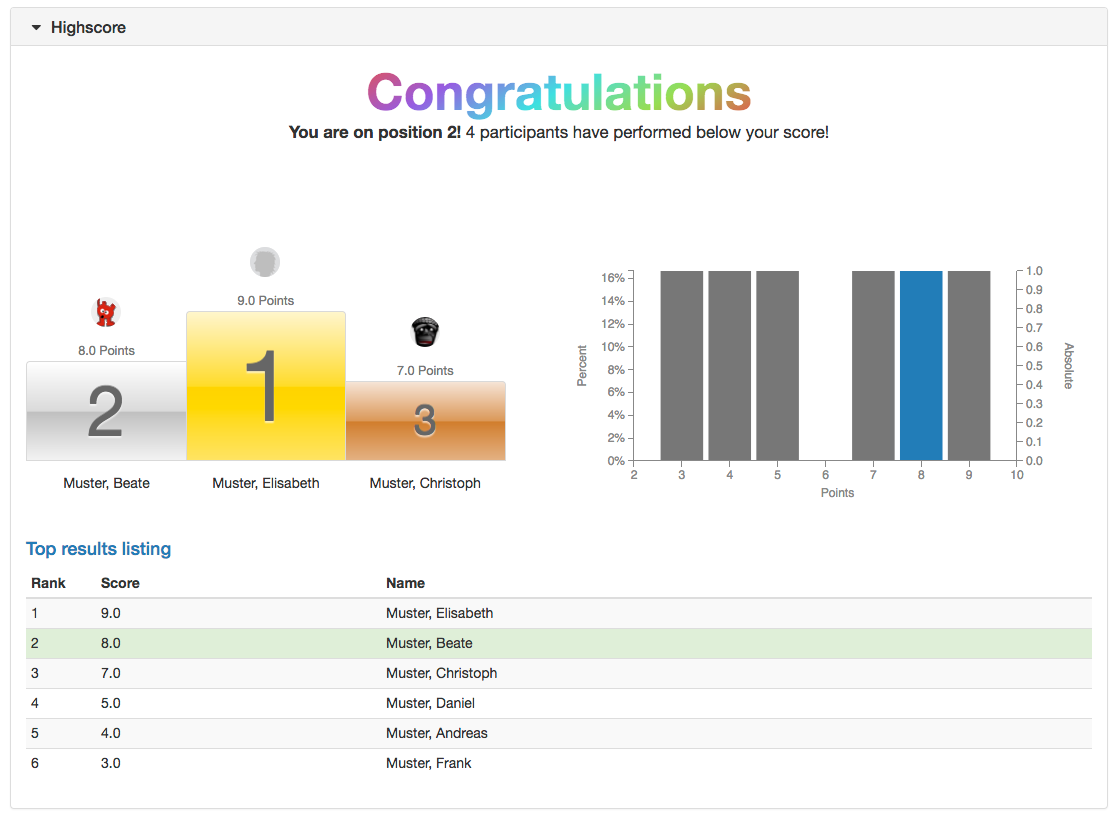 Highscore
Congratulations
You are on position 2! 4 participants have performed below your score!
9.0 Points
8.0 Points
7.0 Points
2
1
3
Muster, Beate
Muster, Elisabeth
Muster, Christoph
Percent
16%
14%
12%
10%
8%
6%
4%
2%
0%
2 3 4 5 6 7 8 9 10
Points
1.0
0.9
0.8
0.7
0.6
0.5
0.4
0.3
0.2
0.1
0.0
Absolute
Top results listing
Rank Score Name
1 9.0 Muster, Elisabeth
2 8.0 Muster, Beate
3 7.0 Muster, Christoph
4 5.0 Muster, Daniel
5 4.0 Muster, Andreas
6 3.0 Muster, Frank